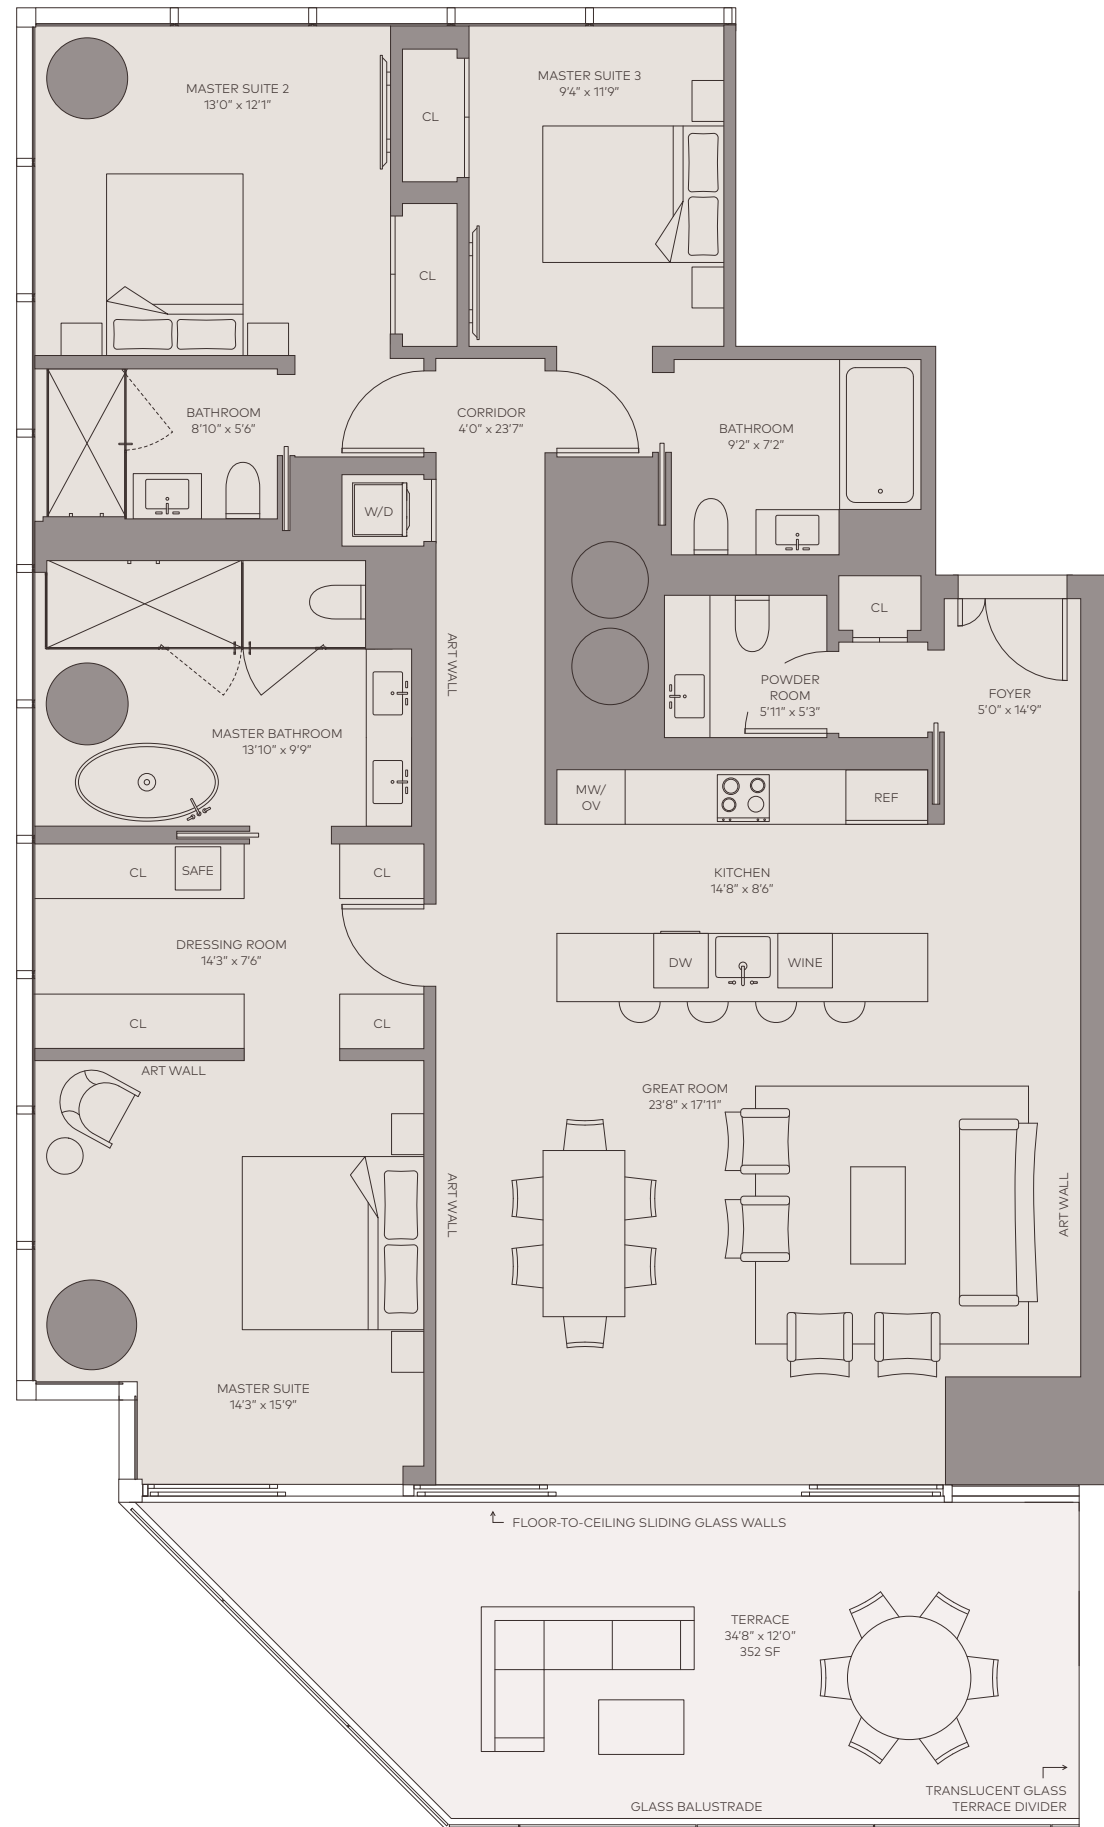 MASTER SUITE 2
13'0" x 12'1"
MASTER SUITE 3
9'4" x 11'9"
CL
CL
BATHROOM
8'10" x 5'6"
CORRIDOR
4'0" x 23'7"
BATHROOM
9'2" x 7'2"
W/D
CL
ART WALL
POWDER
ROOM
5'11" x 5'3"
FOYER
5'0" x 14'9"
MASTER BATHROOM
13'10" x 9'9"
MW/
OV
REF
CL
SAFE
CL
KITCHEN
14'8" x 8'6"
DRESSING ROOM
14'3" x 7'6"
DW
WINE
CL
CL
ART WALL
GREAT ROOM
23'8" x 17'11"
ART WALL
ART WALL
MASTER SUITE
14'3" x 15'9"
FLOOR-TO-CEILING SLIDING GLASS WALLS
TERRACE
34'8" x 12'0"
352 SF
TRANSLUCENT GLASS
TERRACE DIVIDER
GLASS BALUSTRADE